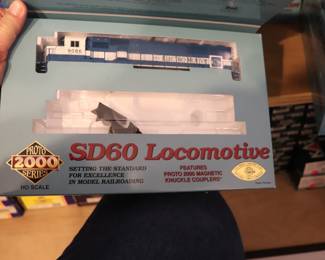 9066
PROTO
2000
SERIES
HO SCALE
SD60 Locomotive
SETTING THE STANDARD
FOR EXCELLENCE
IN MODEL RAILROADING
FEATURES
PROTO 2000 MAGNETIC
KNUCKLE COUPLERS